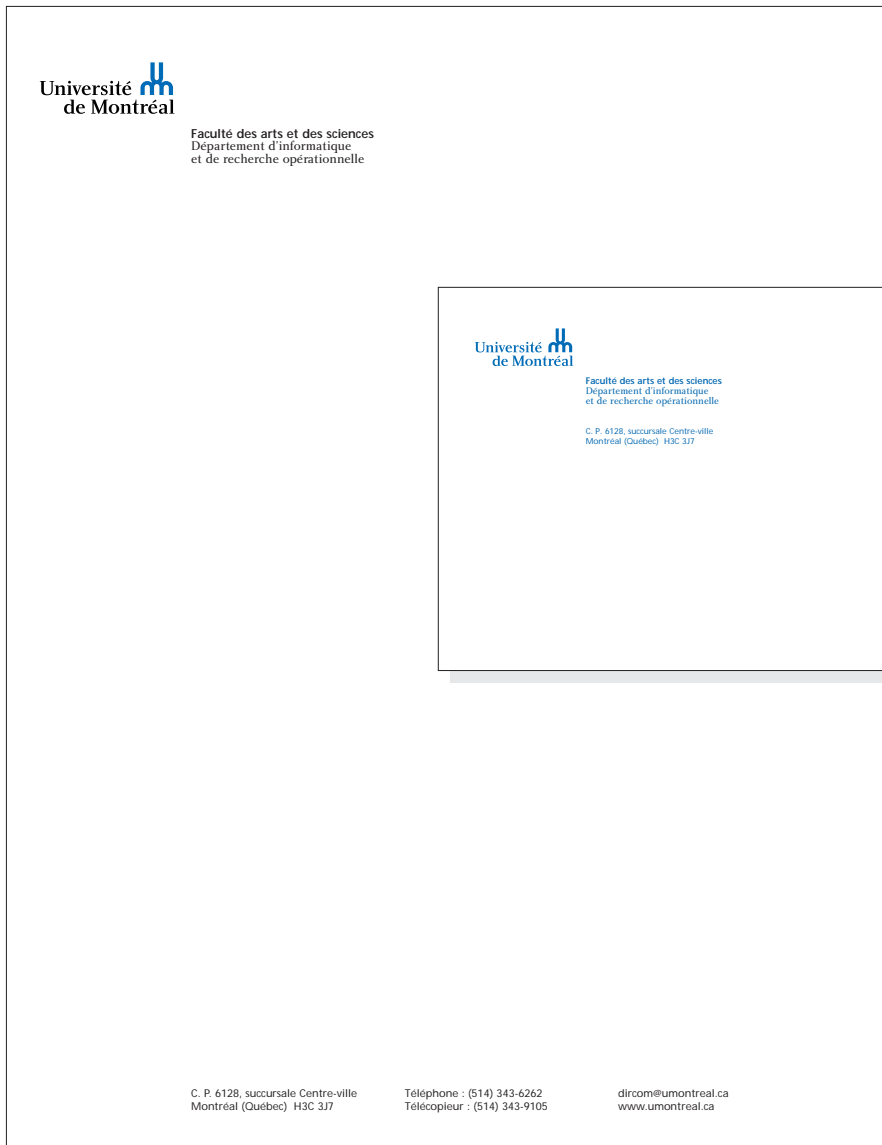 Université
de Montréal
Faculté des arts et des sciences
Département d'informatique
et de recherche opérationnelle
Université
de Montréal
Faculté des arts et des sciences
Département d'informatique
et de recherche opérationnelle
C. P. 6128, succursale Centre-ville
Montréal (Québec) H3C 3J7
C. P. 6128, succursale Centre-ville
Montréal (Québec) H3C 3J7
Téléphone : (514) 343-6262
Télécopieur : (514) 343-9105
dircom@umontreal.ca
www.umontreal.ca